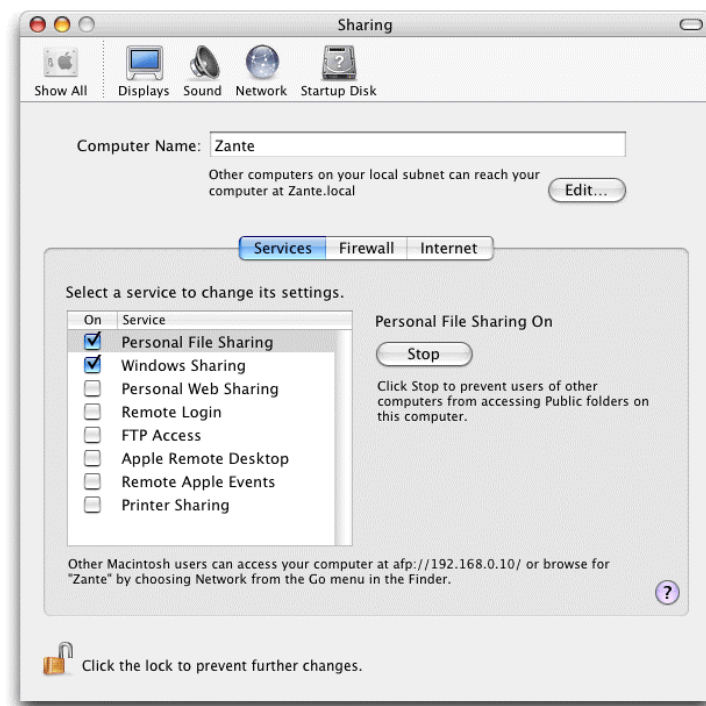 Sharing
Show All
Displays
Sound
Network
Startup Disk
Computer Name:
Zante
Other computers on your local subnet can reach your
computer at Zante.local
Edit...
Services
Firewall
Internet
Select a service to change its settings.
On
Service
Personal File Sharing
Windows Sharing
Personal Web Sharing
Remote Login
FTP Access
Apple Remote Desktop
Remote Apple Events
Printer Sharing
Personal File Sharing On
Stop
Click Stop to prevent users of other
computers from accessing Public folders on
this computer.
Other Macintosh users can access your computer at afp://192.168.0.10/ or browse for
"Zante" by choosing Network from the Go menu in the Finder.
?
Click the lock to prevent further changes.